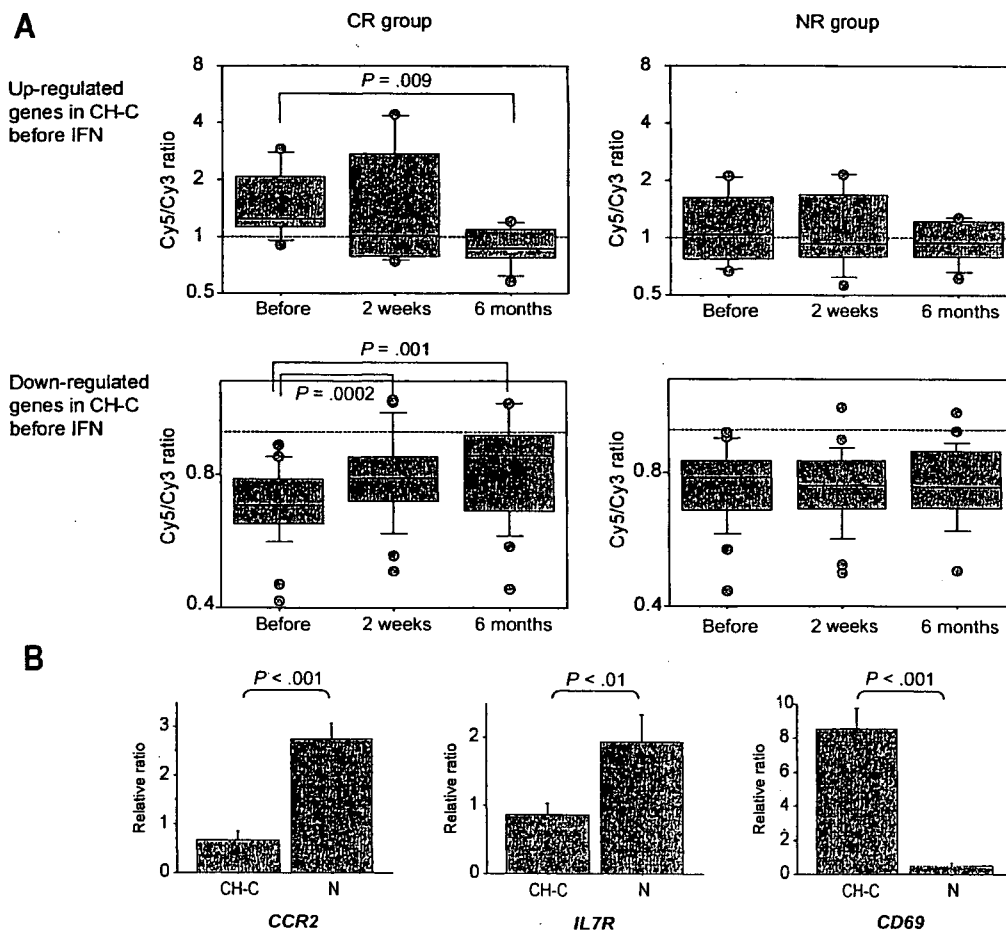 A
CR group
NR group
Up-regulated
genes in CH-C
before IFN
Cy5/Cy3 ratio
8
4
2
1
0.5
P = .009
Before
2 weeks
6 months
Cy5/Cy3 ratio
8
4
2
1
0.5
Before
2 weeks
6 months
Down-regulated
genes in CH-C
before IFN
Cy5/Cy3 ratio
0.8
0.4
P = .001
P = .0002
Before
2 weeks
6 months
Cy5/Cy3 ratio
0.8
0.4
Before
2 weeks
6 months
B
P < .001
Relative ratio
3
2
1
0
CH-C
N
CCR2
P < .01
Relative ratio
2
1
0
CH-C
N
IL7R
P < .001
Relative ratio
10
8
6
4
2
0
CH-C
N
CD69